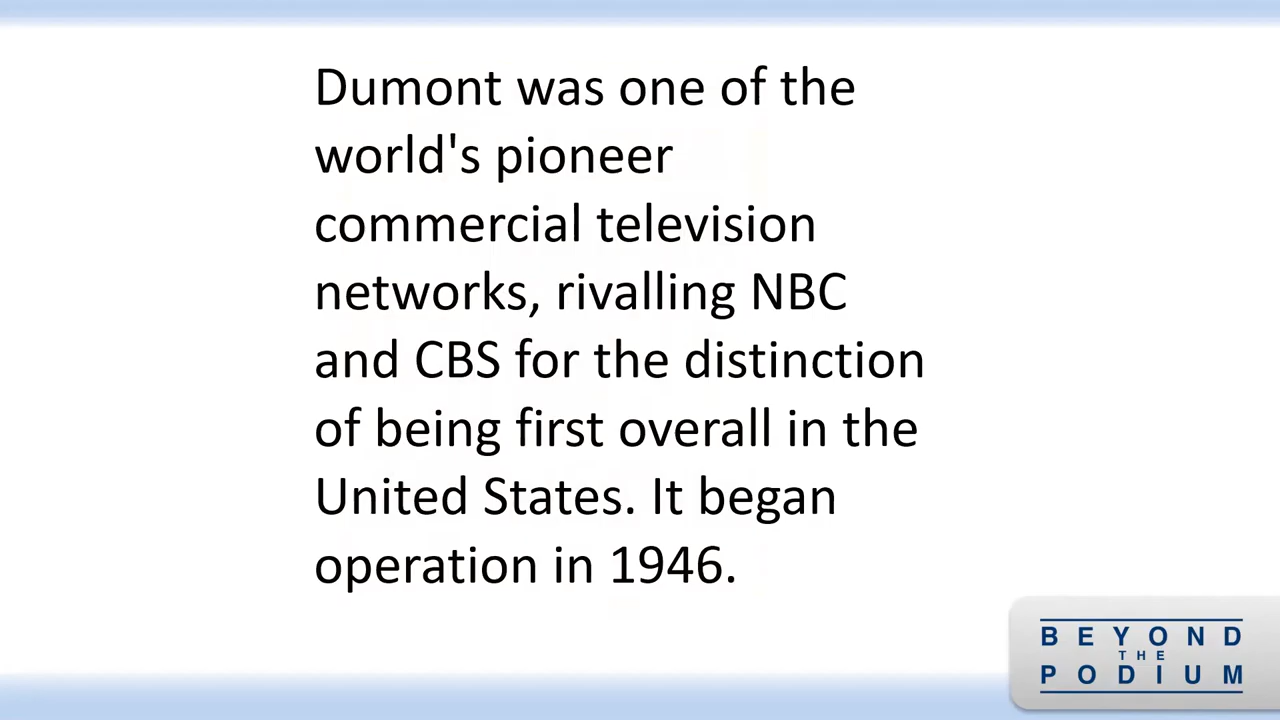 Dumont was one of the
world's pioneer
commercial television
networks, rivalling NBC
and CBS for the distinction
of being first overall in the
United States. It began
operation in 1946.
BEYOND
THE
PODIUM